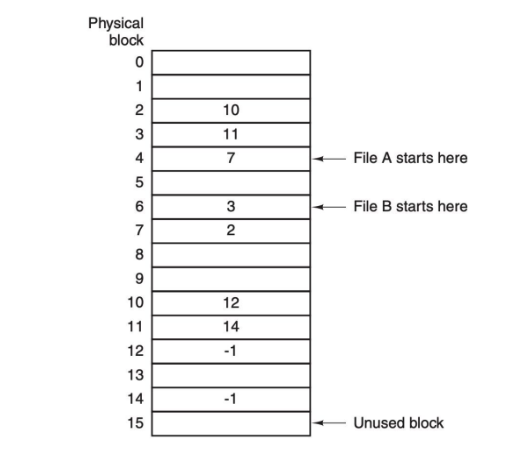 Physical
block
0
1
2 10
3 11
4 7 File A starts here
5
6 3 File B starts here
7 2
8
9
10 12
11 14
12 -1
13
14 -1
15 Unused block